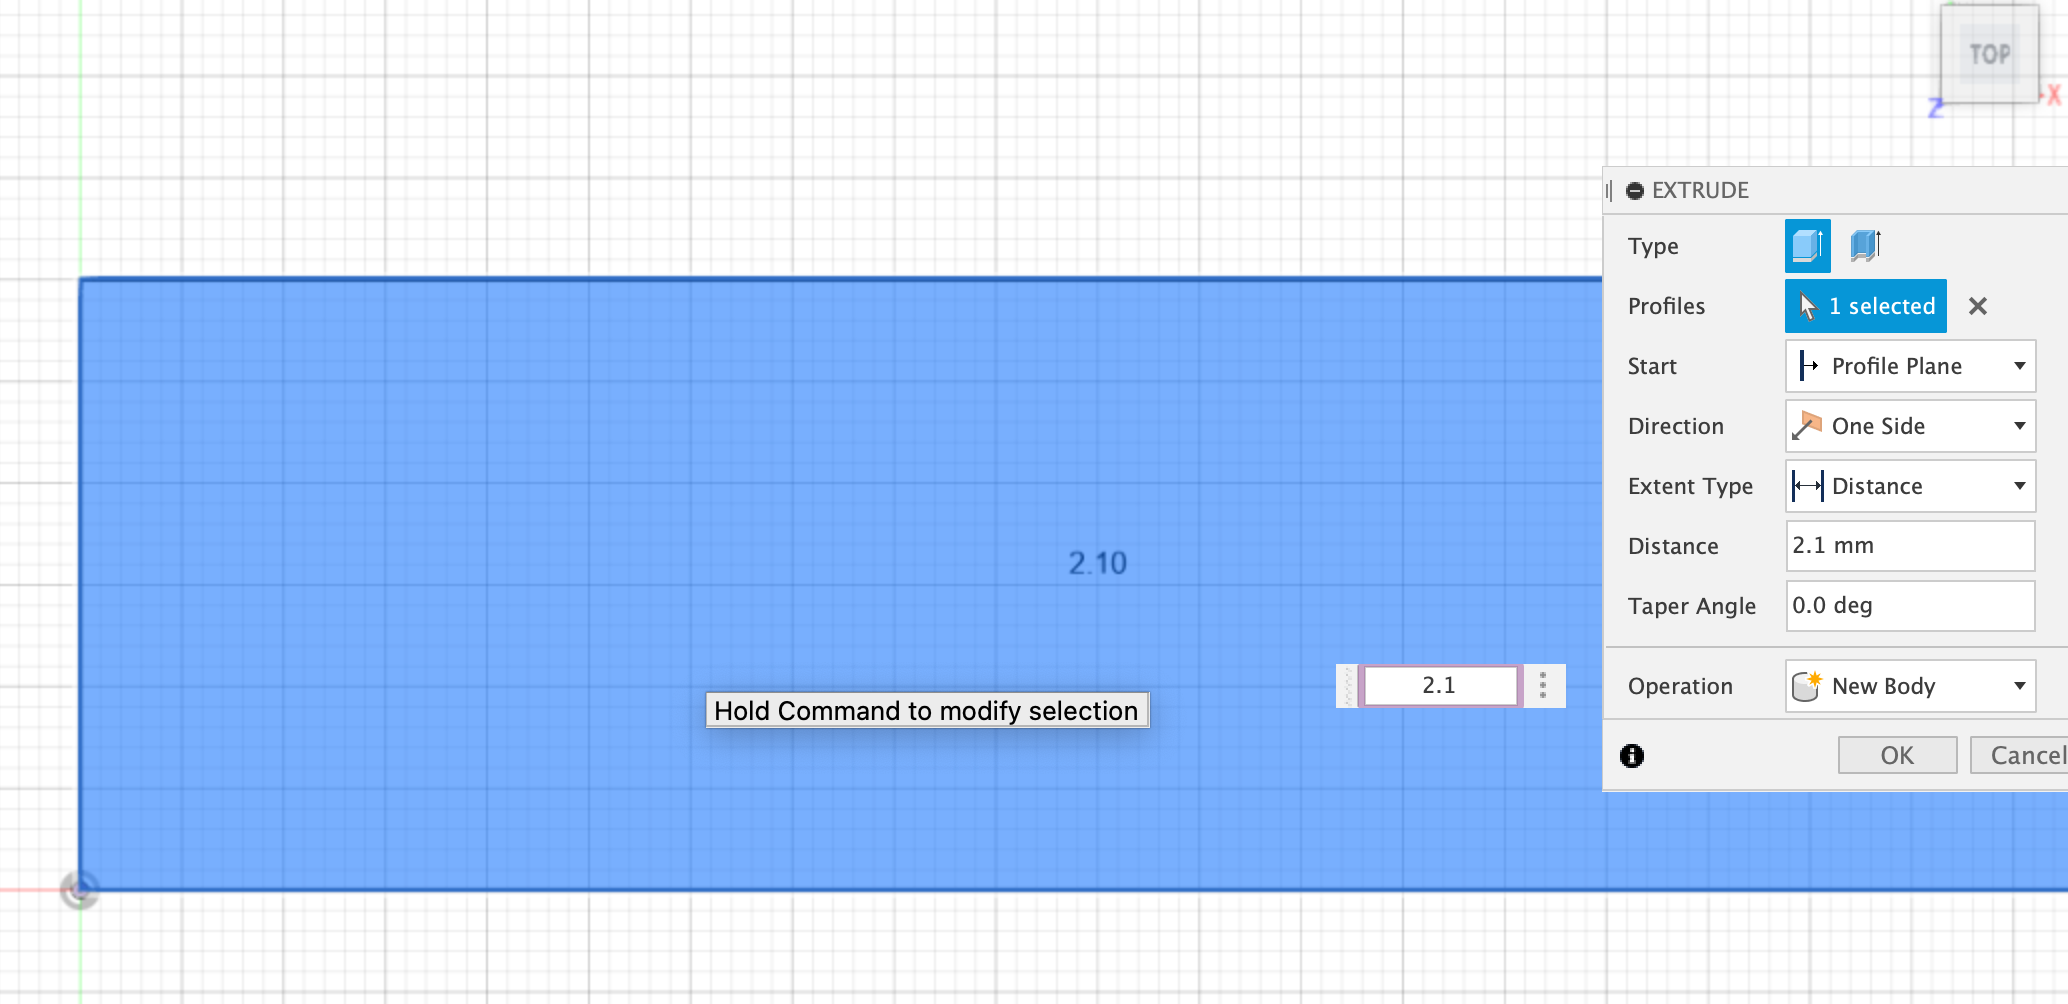 TOP
X
Z
EXTRUDE
Type
Profiles
1 selected
Start
Profile Plane
Direction
One Side
Extent Type
Distance
Distance
2.1 mm
2.10
Taper Angle
0.0 deg
2.1
Operation
New Body
Hold Command to modify selection
OK
Cancel